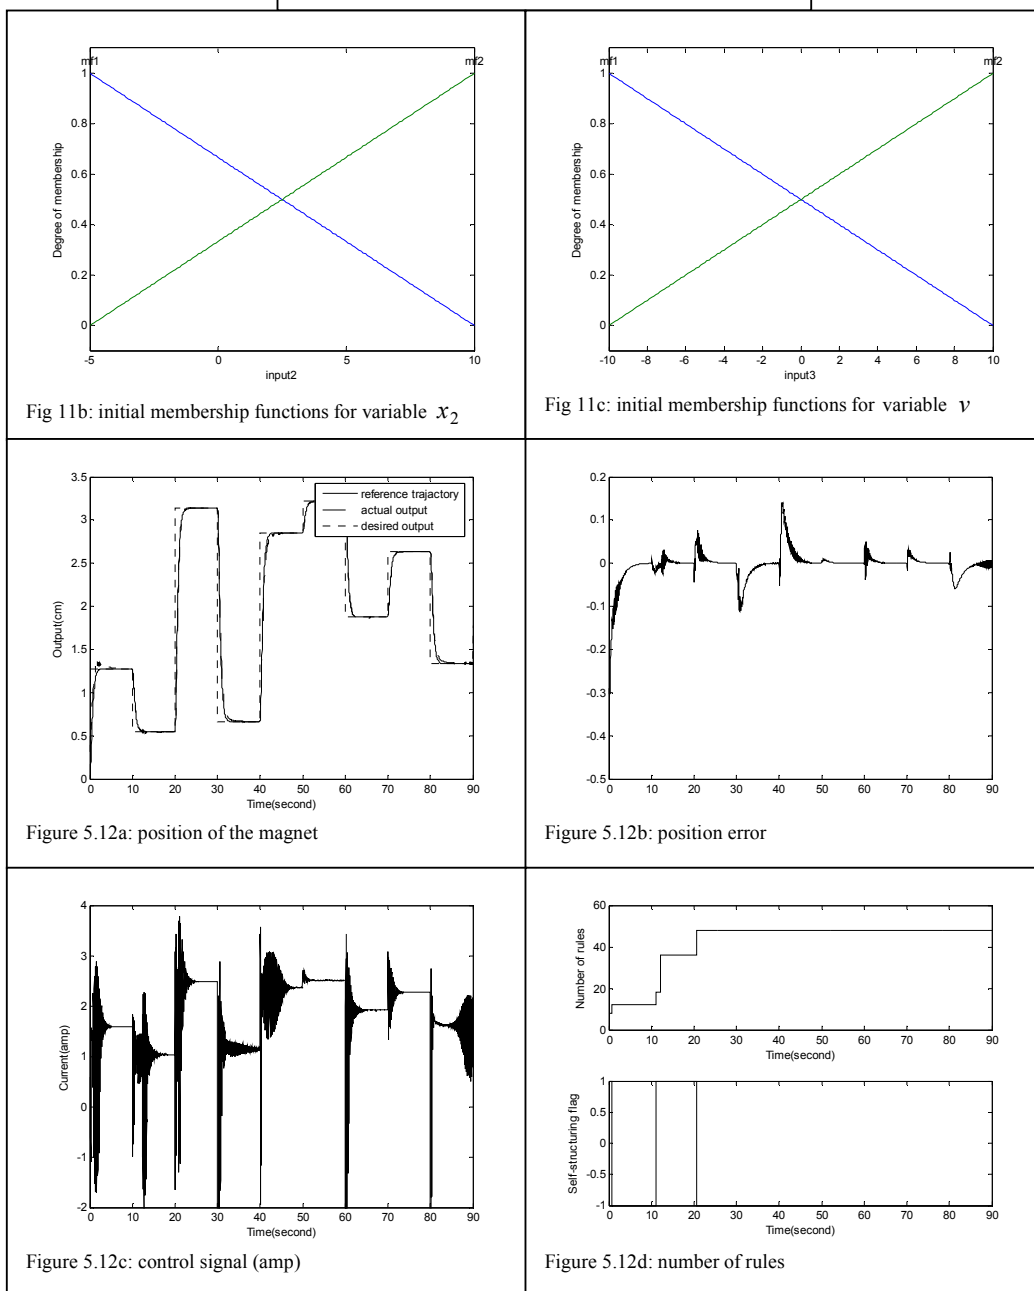 mf1 mf2
1
0.8
0.6
0.4
0.2
0
Degree of membership
-5 0 5 10
input2
Fig 11b: initial membership functions for variable x2
mf1 mf2
1
0.8
0.6
0.4
0.2
0
Degree of membership
-10 -8 -6 -4 -2 0 2 4 6 8 10
input3
Fig 11c: initial membership functions for variable v
3.5
3
2.5
2
1.5
1
0.5
0
Output(cm)
reference trajactory
actual output
desired output
0 10 20 30 40 50 60 70 80 90
Time(second)
Figure 5.12a: position of the magnet
0.2
0.1
0
-0.1
-0.2
-0.3
-0.4
-0.5
0 10 20 30 40 50 60 70 80 90
Figure 5.12b: position error
4
3
2
1
0
-1
-2
Current(amp)
0 10 20 30 40 50 60 70 80 90
Time(second)
Figure 5.12c: control signal (amp)
60
40
20
0
Number of rules
0 10 20 30 40 50 60 70 80 90
Time(second)
1
0.5
0
-0.5
-1
Self-structuring flag
0 10 20 30 40 50 60 70 80 90
Time(second)
Figure 5.12d: number of rules